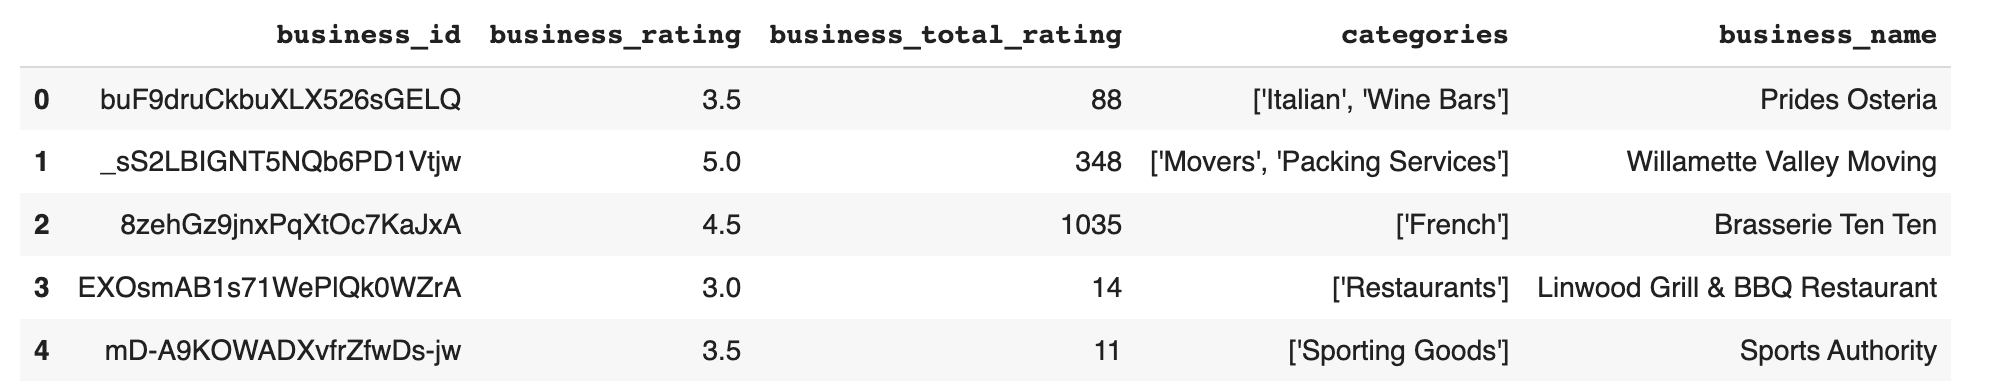 business_id business_rating business_total_rating categories business_name
0 buF9druCkbuXLX526sGELQ 3.5 88 ['Italian', 'Wine Bars'] Prides Osteria
1 _sS2LBIGNT5NQb6PD1Vtjw 5.0 348 ['Movers', 'Packing Services'] Willamette Valley Moving
2 8zehGz9jnxPqXtOc7KaJxA 4.5 1035 ['French'] Brasserie Ten Ten
3 EXOsmAB1s71WePlQk0WZrA 3.0 14 ['Restaurants'] Linwood Grill & BBQ Restaurant
4 mD-A9KOWADXvfrZfwDs-jw 3.5 11 ['Sporting Goods'] Sports Authority